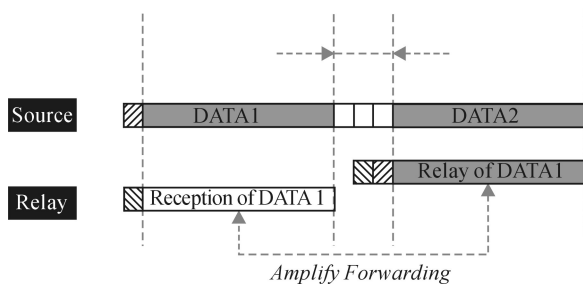 Source
DATA1
DATA2
Relay of DATA1
Relay
Reception of DATA 1
Amplify Forwarding